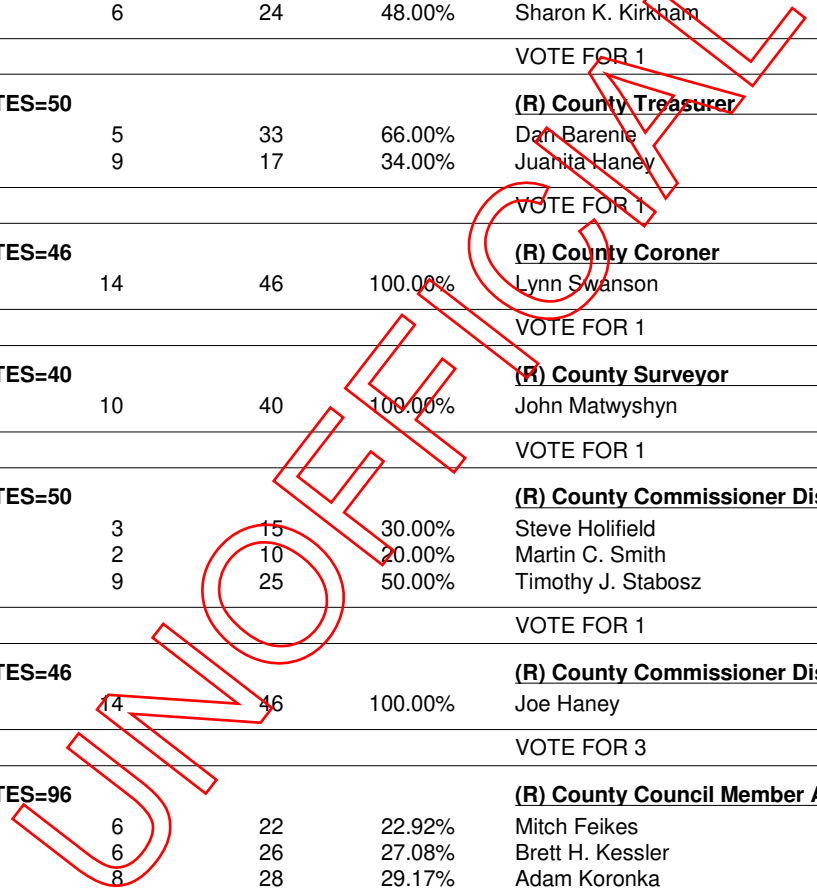 6 24 48.00% Sharon K. Kirkham
VOTE FOR 1
TES=50 (R) County Treasurer
5 33 66.00% Dan Barenie
9 17 34.00% Juanita Haney
VOTE FOR 1
TES=46 (R) County Coroner
14 46 100.00% Lynn Swanson
VOTE FOR 1
TES=40 (R) County Surveyor
10 40 100.00% John Matwyshyn
VOTE FOR 1
TES=50 (R) County Commissioner Dis
3 15 30.00% Steve Holifield
2 10 20.00% Martin C. Smith
9 25 50.00% Timothy J. Stabosz
VOTE FOR 1
TES=46 (R) County Commissioner Dis
14 46 100.00% Joe Haney
VOTE FOR 3
TES=96 (R) County Council Member A
6 22 22.92% Mitch Feikes
6 26 27.08% Brett H. Kessler
8 28 29.17% Adam Koronka
UNOFFICIAL